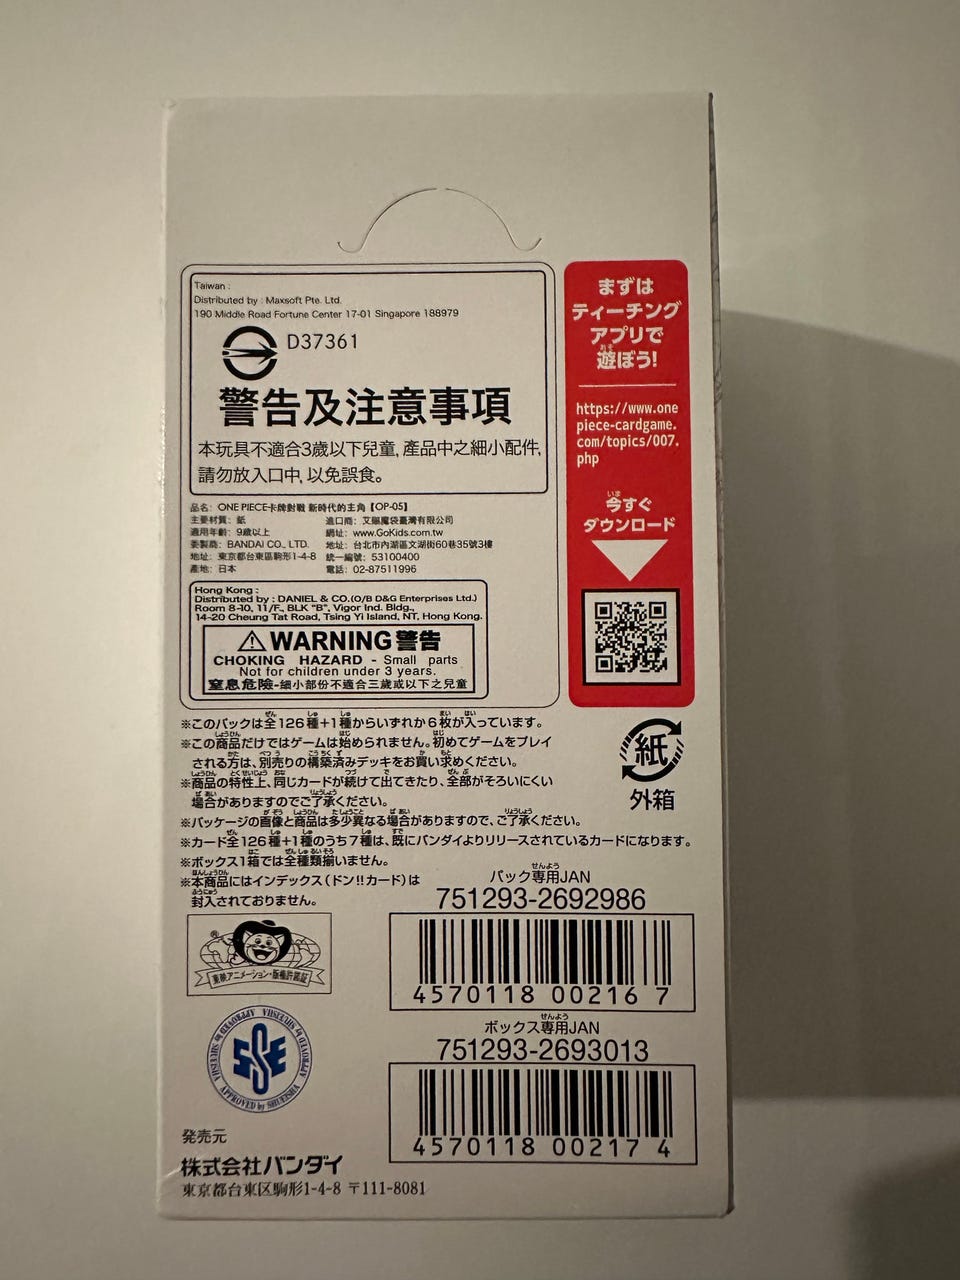 Taiwan :
Distributed by : Maxsoft Pte. Ltd.
190 Middle Road Fortune Center 17-01 Singapore 188979
D37361
警告及注意事項
本玩具不適合3歲以下兒童, 產品中之細小配件,
請勿放入口中, 以免誤食。
品名: ONE PIECE卡牌對戰 新時代的主角【OP-05】
主要材質: 紙
適用年齡: 9歲以上
委製商: BANDAI CO., LTD.
地址: 東京都台東區駒形1-4-8
產地: 日本
進口商: 艾賜魔袋臺灣有限公司
網址: www.GoKids.com.tw
地址: 台北市內湖區文湖街60巷35號3樓
統一編號: 53100400
電話: 02-87511996
Hong Kong :
Distributed by : DANIEL & CO.(O/B D&G Enterprises Ltd.)
Room 8-10, 11/F., BLK "B", Vigor Ind. Bldg.,
14-20 Cheung Tat Road, Tsing Yi Island, NT, Hong Kong.
WARNING 警告
CHOKING HAZARD - Small parts
Not for children under 3 years.
窒息危險-細小部份不適合三歲或以下之兒童
まずは
ティーチング
アプリで
遊ぼう!
https://www.one
piece-cardgame.
com/topics/007.
php
今すぐ
ダウンロード
※このパックは全126種+1種からいずれか6枚が入っています。
※この商品だけではゲームは始められません。初めてゲームをプレイ
される方は、別売りの構築済みデッキをお買い求めください。
※商品の特性上、同じカードが続けて出てきたり、全部がそろいにくい
場合がありますのでご了承ください。
※パッケージの画像と商品は多少異なる場合がありますので、ご了承ください。
※カード全126種+1種のうち7種は、既にバンダイよりリリースされているカードになります。
※ボックス1箱では全種類揃いません。
※本商品にはインデックス(ドン!!カード)は
封入されておりません。
紙
外箱
パック専用JAN
751293-2692986
4570118 00216 7
ボックス専用JAN
751293-2693013
4570118 00217 4
®
東映アニメーション・版権許諾証
APPROVED by SHUEISHA
APPROVED by SHUEISHA
発売元
株式会社バンダイ
東京都台東区駒形1-4-8 〒111-8081